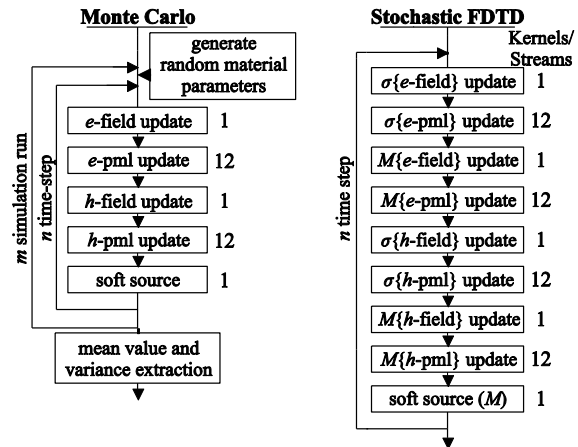 Monte Carlo
generate
random material
parameters
m simulation run
n time-step
e-field update 1
e-pml update 12
h-field update 1
h-pml update 12
soft source 1
mean value and
variance extraction
Stochastic FDTD
Kernels/
Streams
n time step
σ{e-field} update 1
σ{e-pml} update 12
M{e-field} update 1
M{e-pml} update 12
σ{h-field} update 1
σ{h-pml} update 12
M{h-field} update 1
M{h-pml} update 12
soft source (M) 1